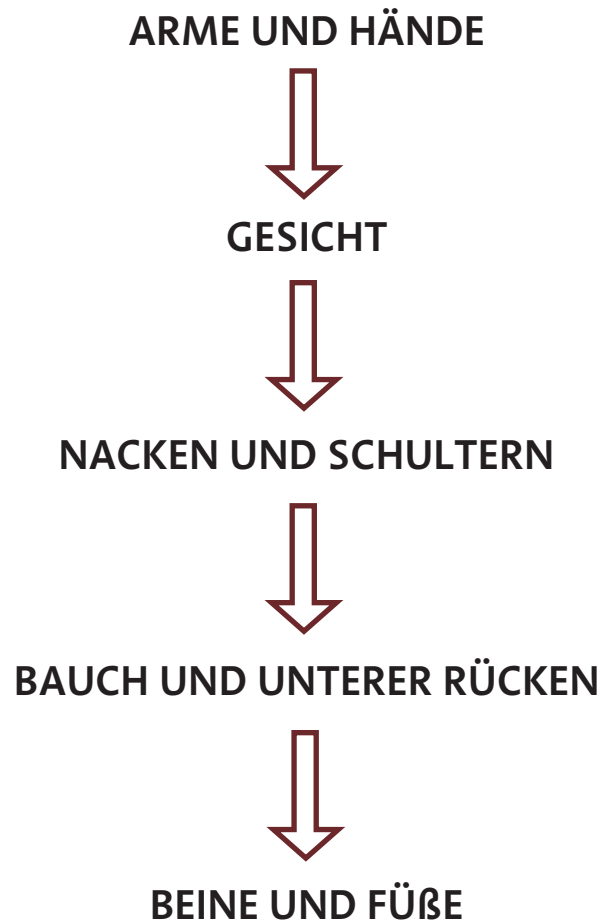 ARME UND HÄNDE
GESICHT
NACKEN UND SCHULTERN
BAUCH UND UNTERER RÜCKEN
BEINE UND FÜßE